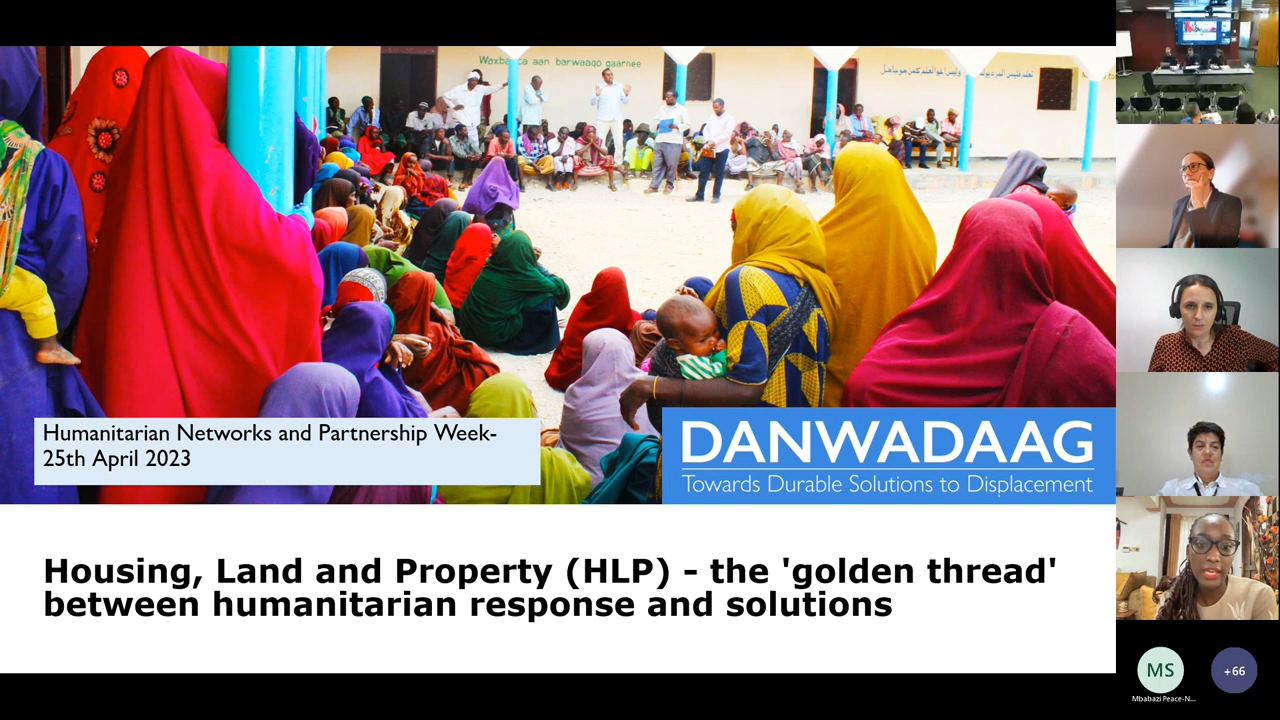 Waxbarta aan barwaaqo gaarnee
Humanitarian Networks and Partnership Week-
25th April 2023
DANWADAAG
Towards Durable Solutions to Displacement
Housing, Land and Property (HLP) - the 'golden thread'
between humanitarian response and solutions
MS
+66
Mbabazi Peace-N...